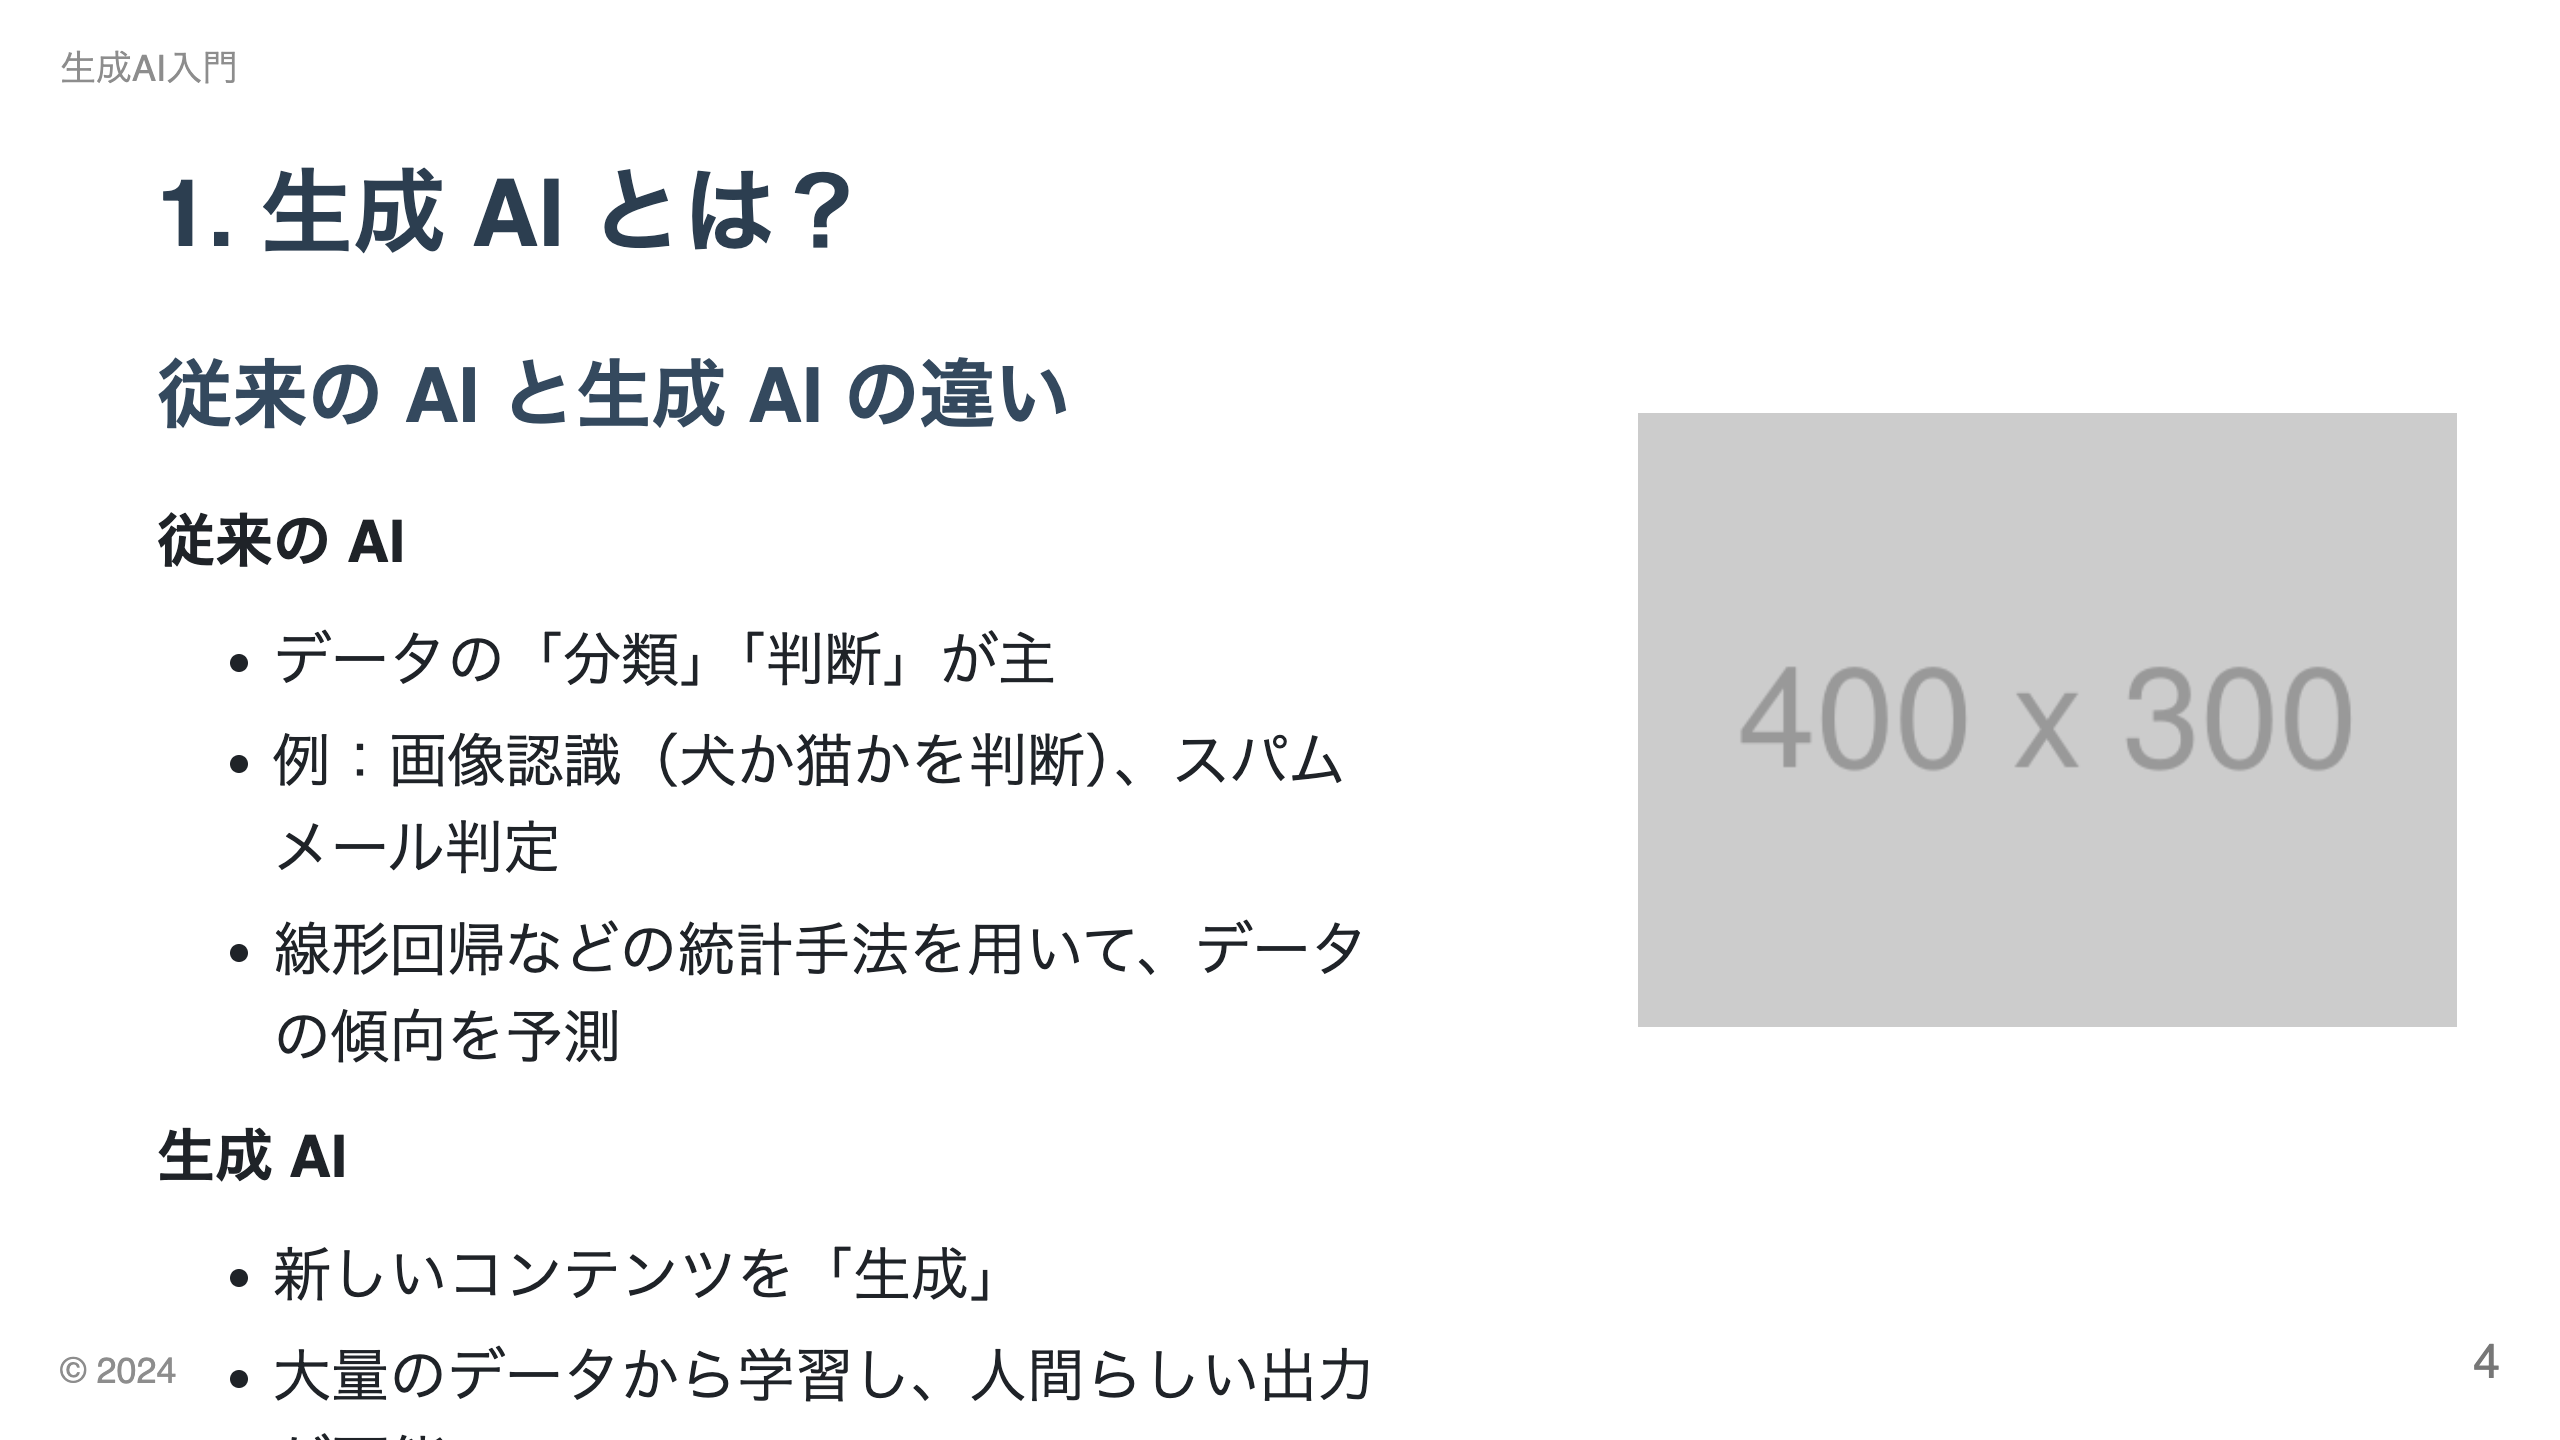 生成AI入門
1. 生成 AI とは？
従来の AI と生成 AI の違い
従来の AI
• データの「分類」「判断」が主
• 例：画像認識（犬か猫かを判断）、スパム
メール判定
• 線形回帰などの統計手法を用いて、データ
の傾向を予測
400 x 300
生成 AI
• 新しいコンテンツを「生成」
• 大量のデータから学習し、人間らしい出力
© 2024
4